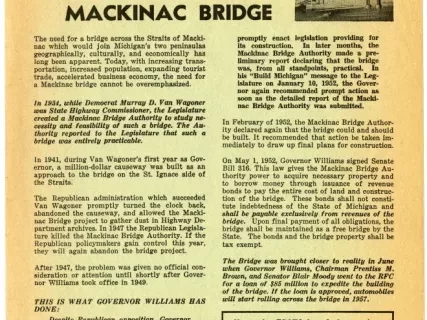 MACKINAC BRIDGE
The need for a bridge across the Straits of Macki-
nac which would join Michigan's two peninsulas
geographically, culturally, and economically has
long been apparent. Today, with increasing trans-
portation, increased population, expanding tourist
trade, accelerated business economy, the need for
a Mackinac bridge cannot be overemphasized.
In 1934, while Democrat Murray D. Van Wagoner
was State Highway Commissioner, the Legislature
created a Mackinac Bridge Authority to study ne-
cessity and feasibility of such a bridge. The Au-
thority reported to the Legislature that such a
bridge was entirely practicable.
In 1941, during Van Wagoner's first year as Gov-
ernor, a million-dollar causeway was built as an
approach to the bridge on the St. Ignace side of
the Straits.
The Republican administration which succeeded
Van Wagoner promptly turned the clock back,
abandoned the causeway, and allowed the Macki-
nac Bridge project to gather dust in Highway De-
partment archives. In 1947 the Republican Legisla-
ture killed the Mackinac Bridge Authority. If the
Republican policymakers gain control this year,
they will again abandon the bridge project.
After 1947, the problem was given no official con-
sideration or attention until shortly after Gover-
nor Williams took office in 1949.
THIS IS WHAT GOVERNOR WILLIAMS HAS
DONE:
Despite Republican opposition, Governor
promptly enact legislation providing for
its construction. In later months, the
Mackinac Bridge Authority made a pre-
liminary report declaring that the bridge
was, from all standpoints, practical. In
his "Build Michigan" message to the Leg-
islature on January 10, 1952, the Gover-
nor again recommended prompt action as
soon as the detailed report of the Macki-
nac Bridge Authority was submitted.
In February of 1952, the Mackinac Bridge Author-
ity declared again that the bridge could and should
be built. It recommended that action be taken im-
mediately to draw up final plans for construction.
On May 1, 1952, Governor Williams signed Senate
Bill 316. This law gives the Mackinac Bridge Au-
thority power to acquire necessary property and
to borrow money through issuance of revenue
bonds to pay the entire cost of land and construc-
tion of the bridge. These bonds shall not consti-
tute indebtedness of the State of Michigan and
shall be payable exclusively from revenues of the
bridge. Upon final payment of all obligations, the
bridge shall be maintained as a free bridge by the
State. The bonds and the bridge property shall be
tax exempt.
The Bridge was brought closer to reality in June
when Governor Williams, Chairman Prentiss M.
Brown, and Senator Blair Moody went to the RFC
for a loan of $85 million to expedite the building
of the bridge. If the loan is approved, automobiles
will start rolling across the bridge in 1957.